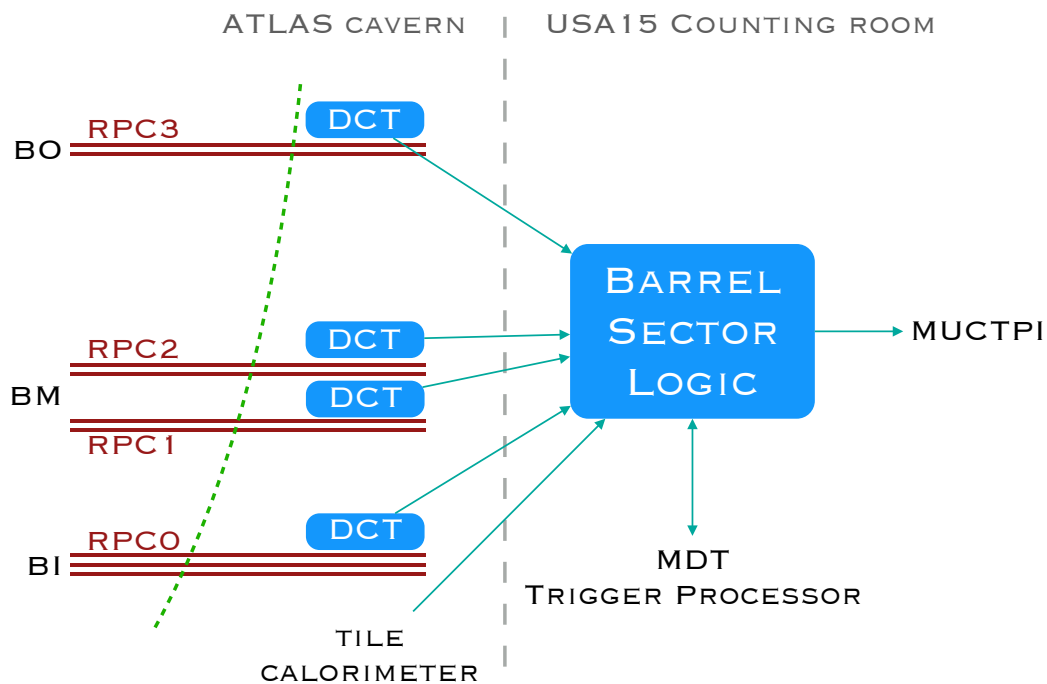 ATLAS CAVERN
USA15 COUNTING ROOM
RPC3
DCT
BO
BARREL
SECTOR
LOGIC
MUCTPI
RPC2
DCT
BM
DCT
RPC1
RPC0
DCT
BI
MDT
TRIGGER PROCESSOR
TILE
CALORIMETER